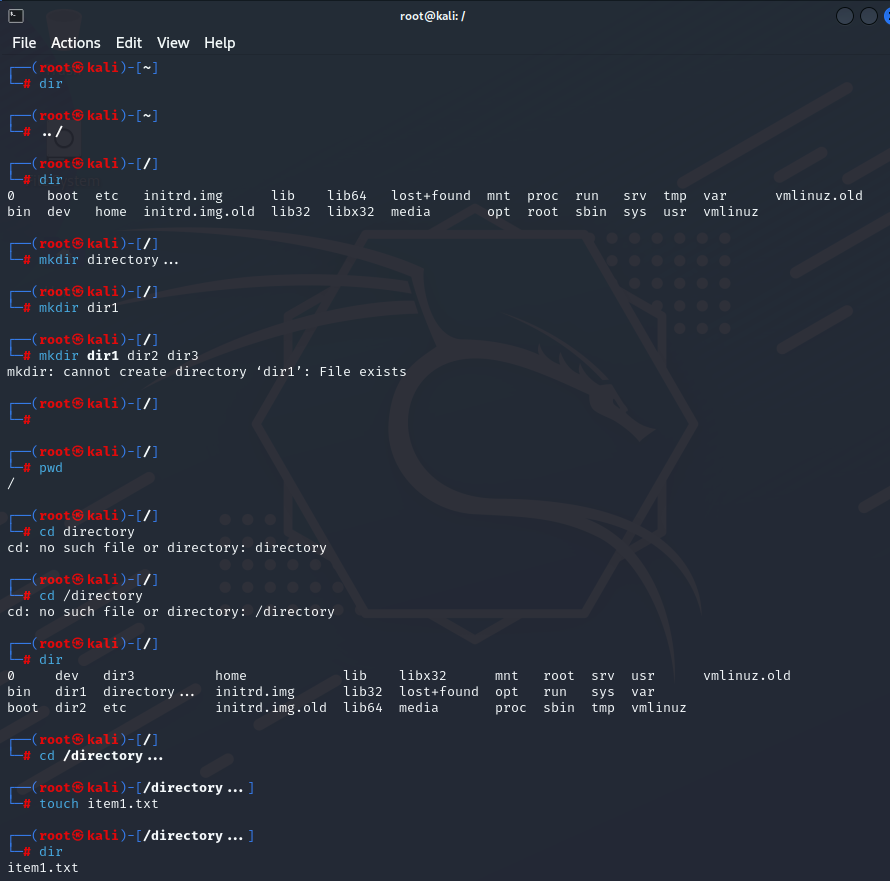 root@kali: /
File Actions Edit View Help
┌──(root㉿kali)-[~]
└─# dir
┌──(root㉿kali)-[~]
└─# ../
┌──(root㉿kali)-[/]
└─# dir
0    boot  etc   initrd.img      lib    lib64   lost+found  mnt  proc  run   srv  tmp  var      vmlinuz.old
bin  dev   home  initrd.img.old  lib32  libx32  media       opt  root  sbin  sys  usr  vmlinuz
┌──(root㉿kali)-[/]
└─# mkdir directory...
┌──(root㉿kali)-[/]
└─# mkdir dir1
┌──(root㉿kali)-[/]
└─# mkdir dir1 dir2 dir3
mkdir: cannot create directory ‘dir1’: File exists
┌──(root㉿kali)-[/]
└─#
┌──(root㉿kali)-[/]
└─# pwd
/
┌──(root㉿kali)-[/]
└─# cd directory
cd: no such file or directory: directory
┌──(root㉿kali)-[/]
└─# cd /directory
cd: no such file or directory: /directory
┌──(root㉿kali)-[/]
└─# dir
0     dev   dir3          home            lib    libx32      mnt   root  srv  usr      vmlinuz.old
bin   dir1  directory...  initrd.img      lib32  lost+found  opt   run   sys  var
boot  dir2  etc           initrd.img.old  lib64  media       proc  sbin  tmp  vmlinuz
┌──(root㉿kali)-[/]
└─# cd /directory...
┌──(root㉿kali)-[/directory...]
└─# touch item1.txt
┌──(root㉿kali)-[/directory...]
└─# dir
item1.txt